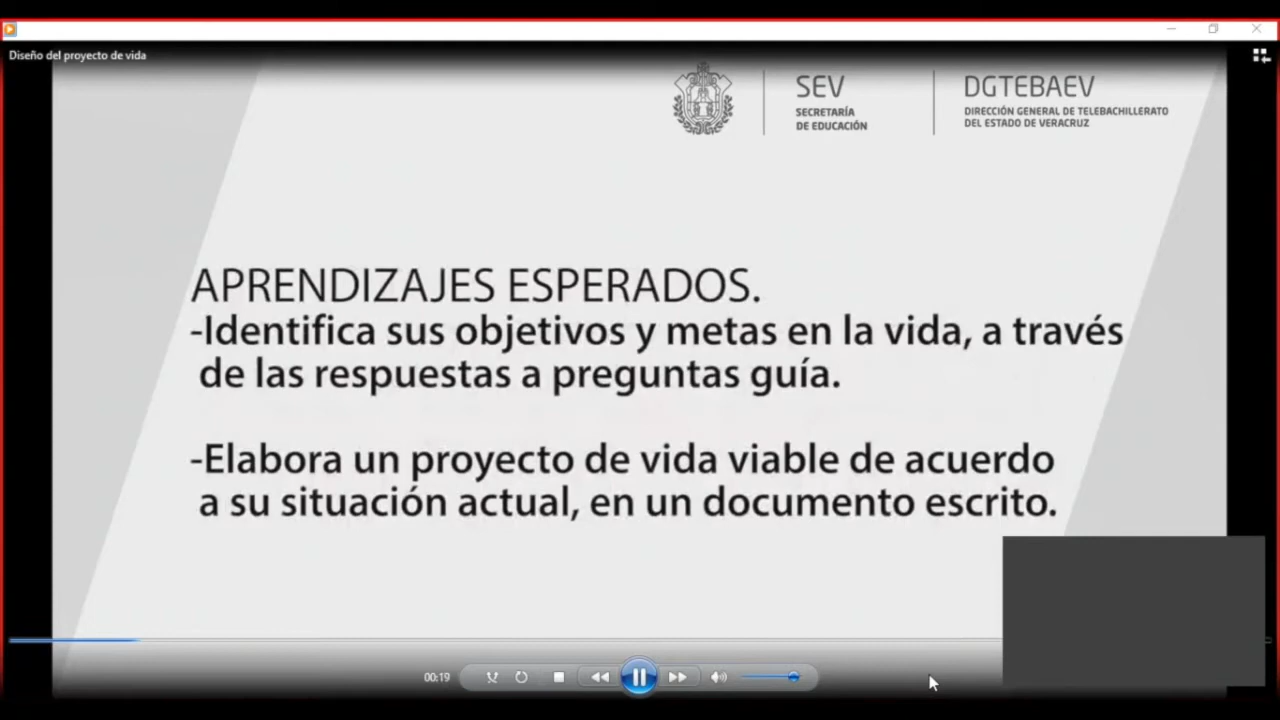 Diseño del proyecto de vida
SEV
SECRETARÍA
DE EDUCACIÓN
DGTEBAEV
DIRECCIÓN GENERAL DE TELEBACHILLERATO
DEL ESTADO DE VERACRUZ
APRENDIZAJES ESPERADOS.
-Identifica sus objetivos y metas en la vida, a través
de las respuestas a preguntas guía.
-Elabora un proyecto de vida viable de acuerdo
a su situación actual, en un documento escrito.
00:19